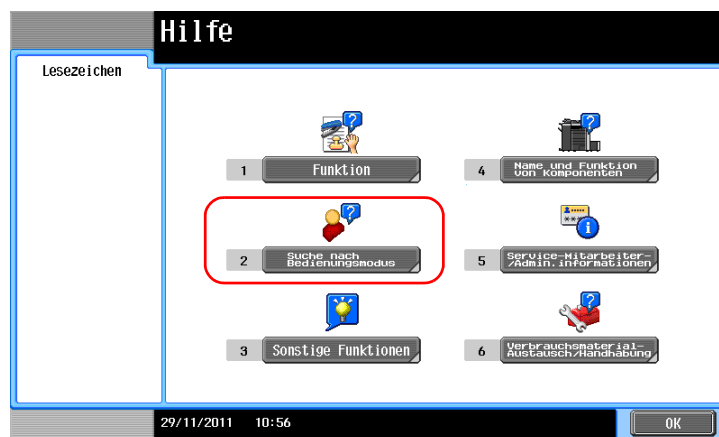 Hilfe
Lesezeichen
1 Funktion
4 Name und Funktion
von Komponenten
2 Suche nach
Bedienungsmodus
5 Service-Mitarbeiter-
/Admin.informationen
3 Sonstige Funktionen
6 Verbrauchsmaterial-
Austausch/Handhabung
29/11/2011 10:56
OK